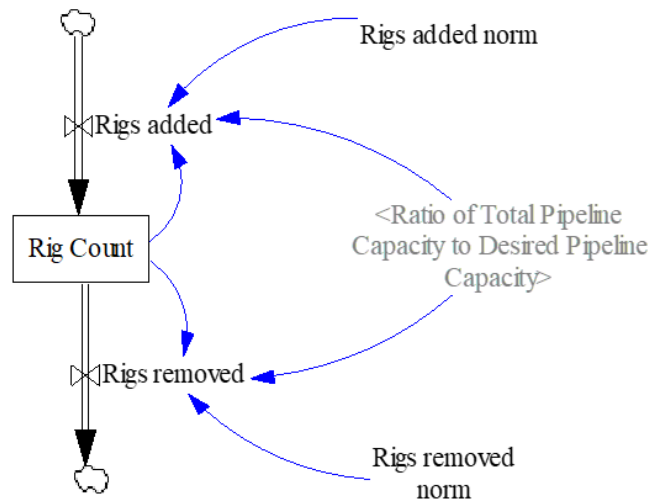 Rigs added norm
Rigs added
<Ratio of Total Pipeline
Capacity to Desired Pipeline
Capacity>
Rig Count
Rigs removed
Rigs removed
norm